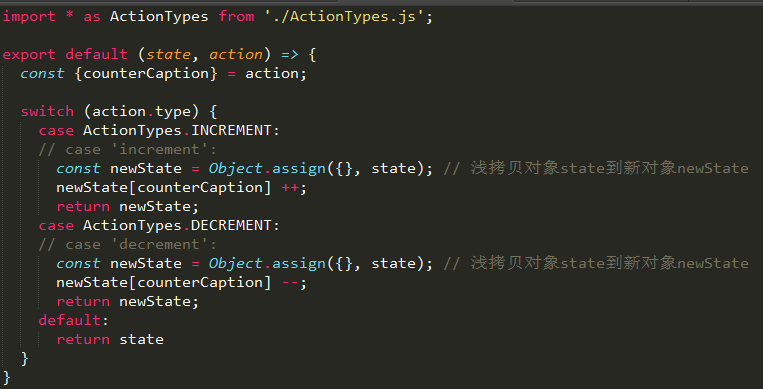 import * as ActionTypes from './ActionTypes.js';
export default (state, action) => {
const {counterCaption} = action;
switch (action.type) {
case ActionTypes.INCREMENT:
// case 'increment':
const newState = Object.assign({}, state); // 浅拷贝对象state到新对象newState
newState[counterCaption] ++;
return newState;
case ActionTypes.DECREMENT:
// case 'decrement':
const newState = Object.assign({}, state); // 浅拷贝对象state到新对象newState
newState[counterCaption] --;
return newState;
default:
return state
}
}